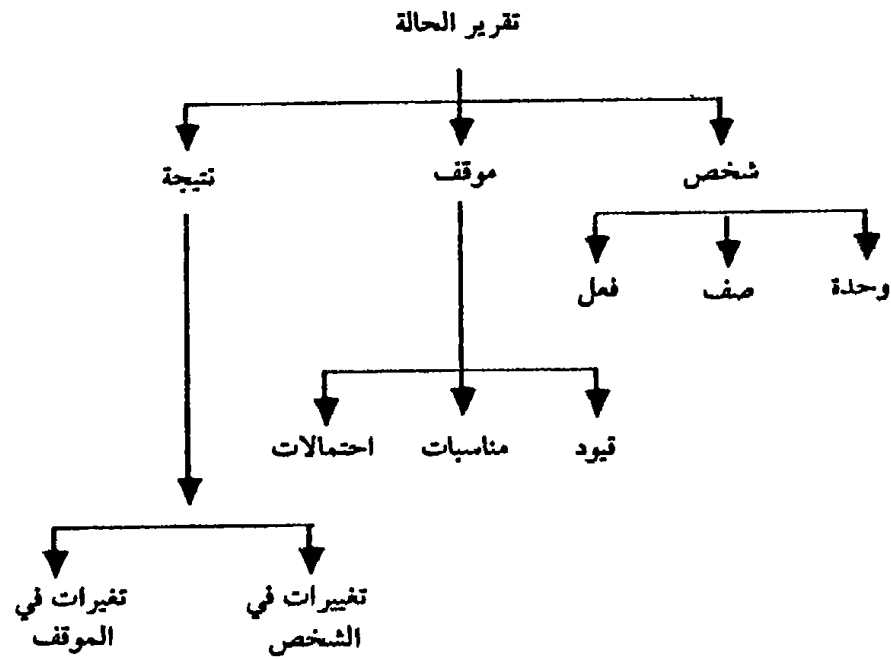 تقرير الحالة
شخص
موقف
نتيجة
وحدة
صف
فعل
قيود
مناسبات
احتمالات
تغييرات في
الشخص
تغيرات في
الموقف